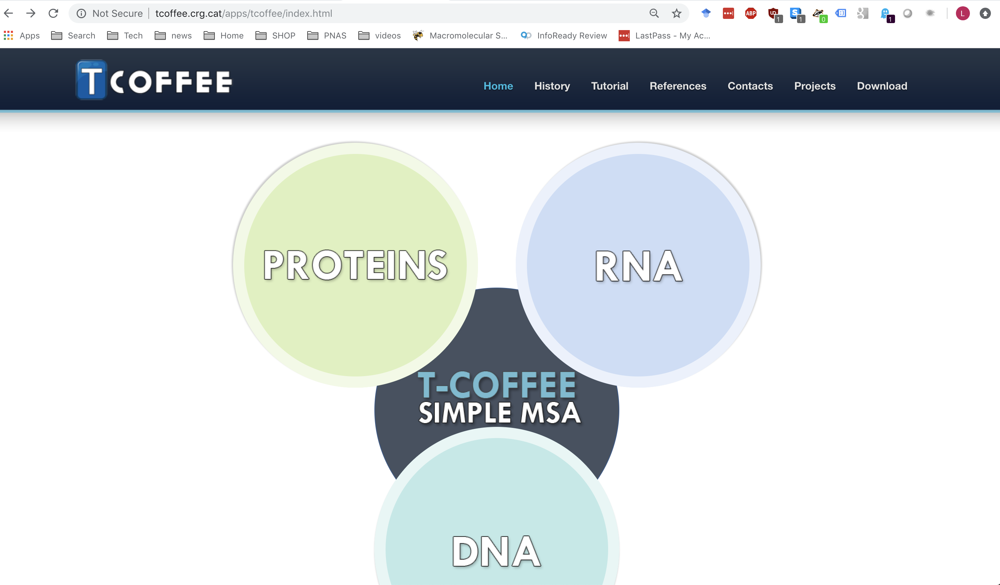 Not Secure tcoffee.crg.cat/apps/tcoffee/index.html ABP 1 1 0 1 L
Apps Search Tech news Home SHOP PNAS videos Macromolecular S... InfoReady Review LastPass - My Ac...
TCOFFEE
Home History Tutorial References Contacts Projects Download
PROTEINS
RNA
T-COFFEE
SIMPLE MSA
DNA